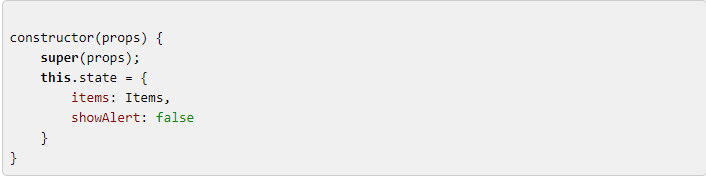 constructor(props) {
    super(props);
    this.state = {
        items: Items,
        showAlert: false
    }
}